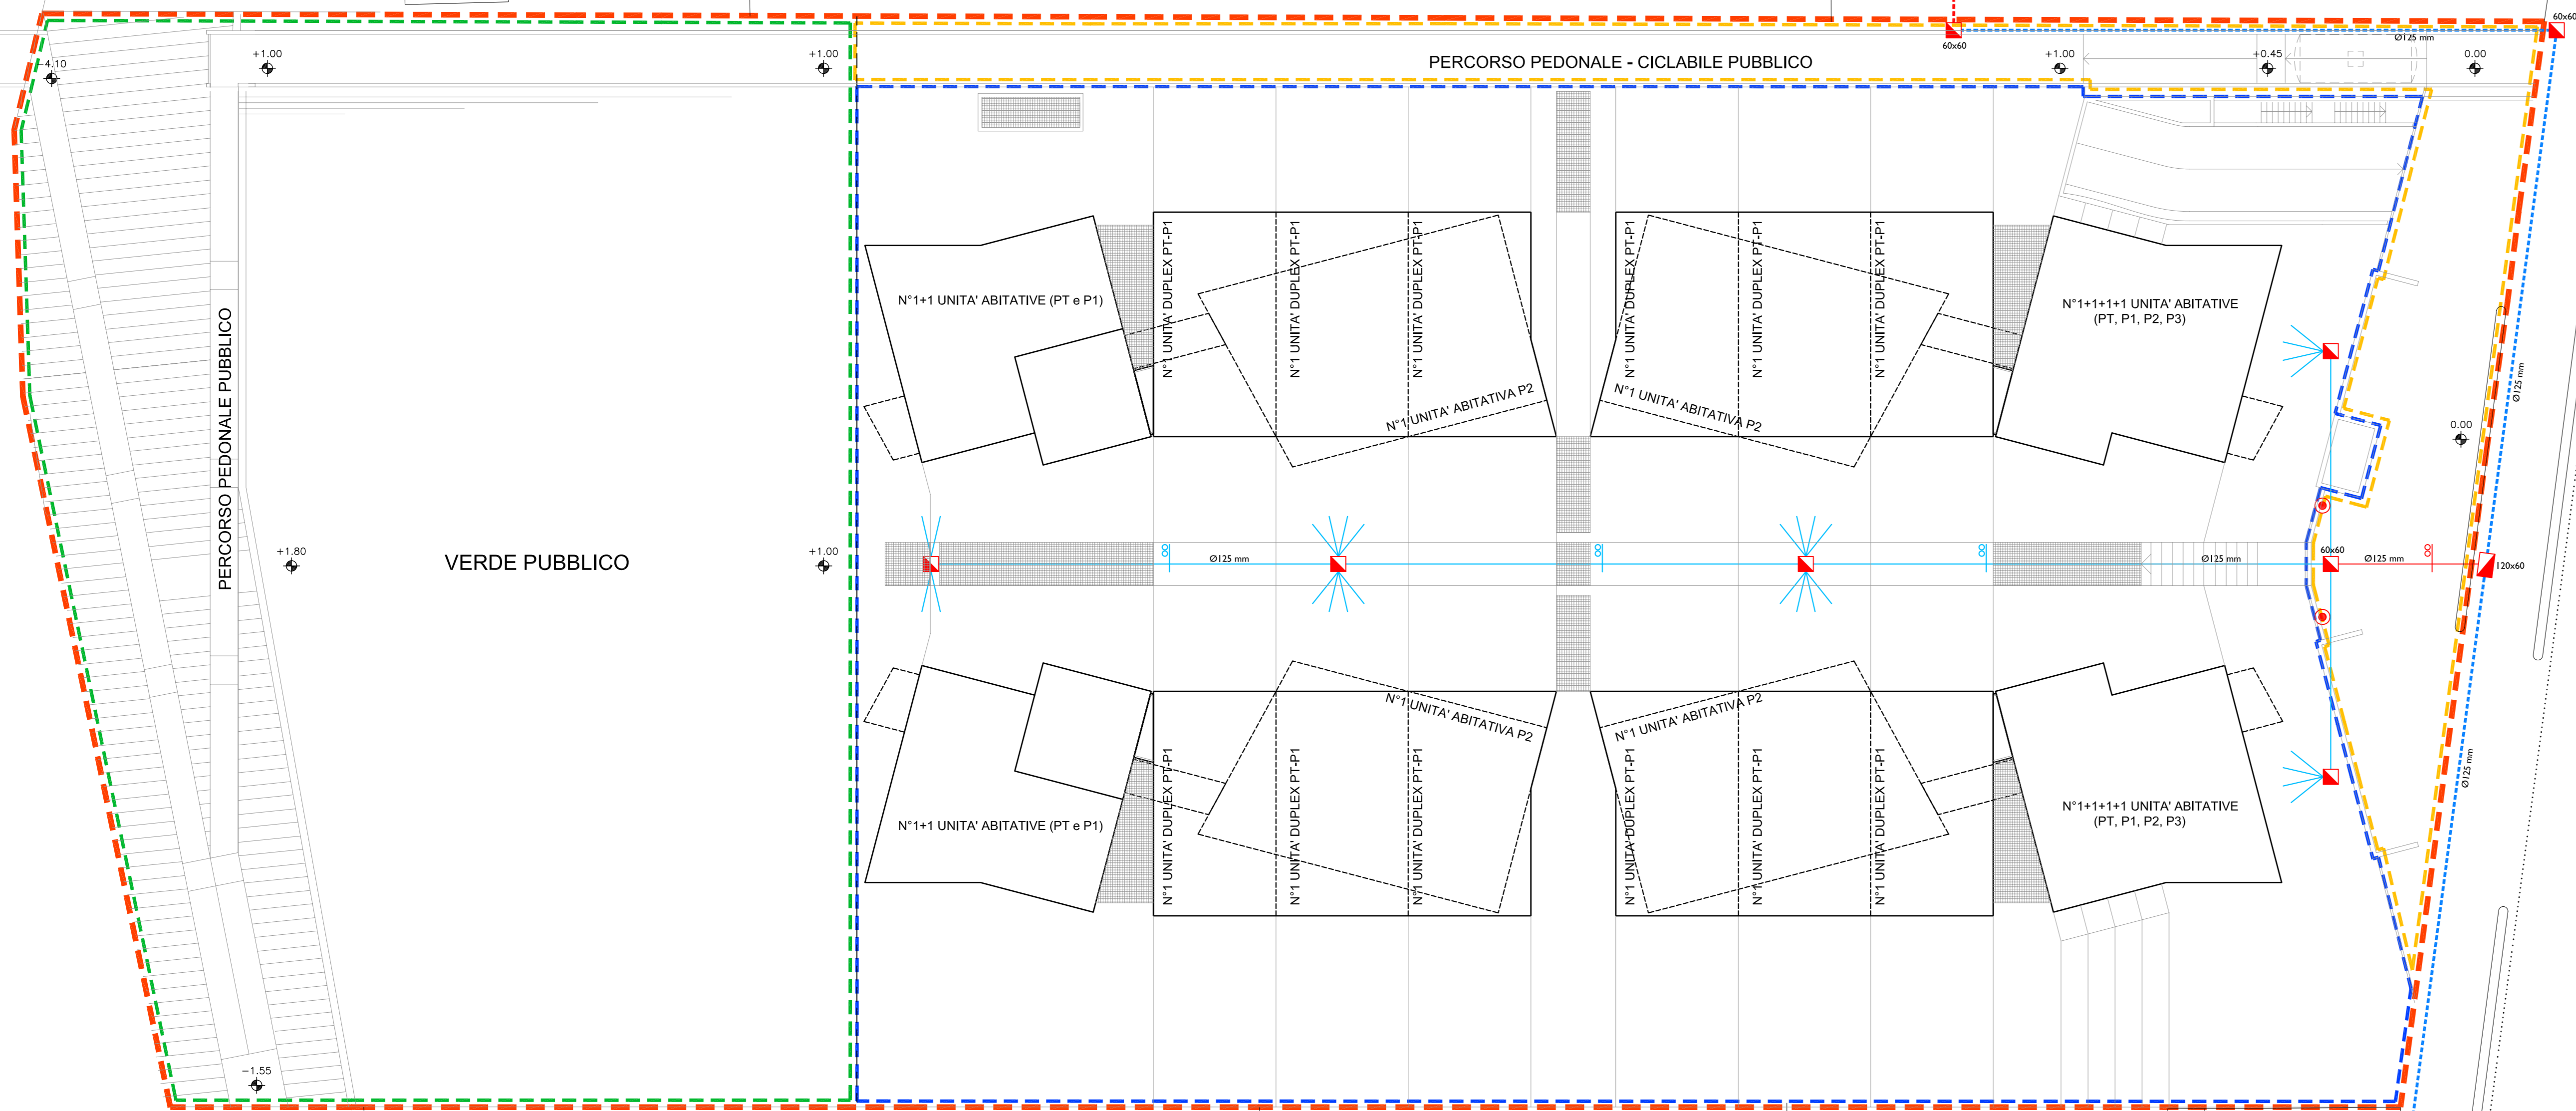 60x60
60x60
Ø125 mm
-4.10
+1.00
+1.00
PERCORSO PEDONALE - CICLABILE PUBBLICO
+1.00
+0.45
0.00
PERCORSO PEDONALE PUBBLICO
VERDE PUBBLICO
+1.80
+1.00
-1.55
N°1+1 UNITA' ABITATIVE (PT e P1)
N°1 UNITA' DUPLEX PT-P1
N°1 UNITA' DUPLEX PT-P1
N°1 UNITA' DUPLEX PT-P1
N°1 UNITA' ABITATIVA P2
N°1 UNITA' DUPLEX PT-P1
N°1 UNITA' DUPLEX PT-P1
N°1 UNITA' DUPLEX PT-P1
N°1 UNITA' ABITATIVA P2
N°1+1+1+1 UNITA' ABITATIVE
(PT, P1, P2, P3)
Ø125 mm
0.00
Ø125 mm
Ø125 mm
60x60
Ø125 mm
120x60
Ø125 mm
N°1+1 UNITA' ABITATIVE (PT e P1)
N°1 UNITA' DUPLEX PT-P1
N°1 UNITA' DUPLEX PT-P1
N°1 UNITA' DUPLEX PT-P1
N°1 UNITA' ABITATIVA P2
N°1 UNITA' ABITATIVA P2
N°1 UNITA' DUPLEX PT-P1
N°1 UNITA' DUPLEX PT-P1
N°1 UNITA' DUPLEX PT-P1
N°1+1+1+1 UNITA' ABITATIVE
(PT, P1, P2, P3)